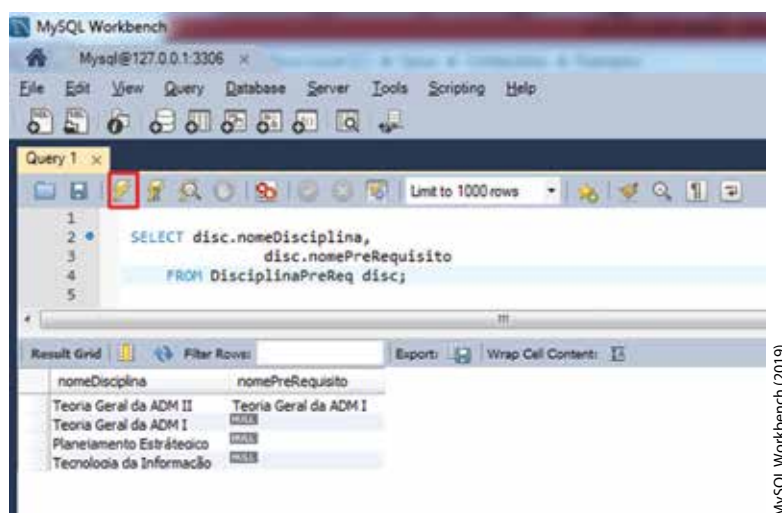 MySQL Workbench
Mysql@127.0.0.1:3306 ×
File Edit View Query Database Server Tools Scripting Help
Query 1 ×
Limit to 1000 rows
1
2 SELECT disc.nomeDisciplina,
3 disc.nomePreRequisito
4 FROM DisciplinaPreReq disc;
5
Result Grid Filter Rows: Export: Wrap Cell Content:
nomeDisciplina nomePreRequisito
Teoria Geral da ADM II Teoria Geral da ADM I
Teoria Geral da ADM I NULL
Planejamento Estrátegico NULL
Tecnologia da Informacão NULL
MySQL Workbench (2019)